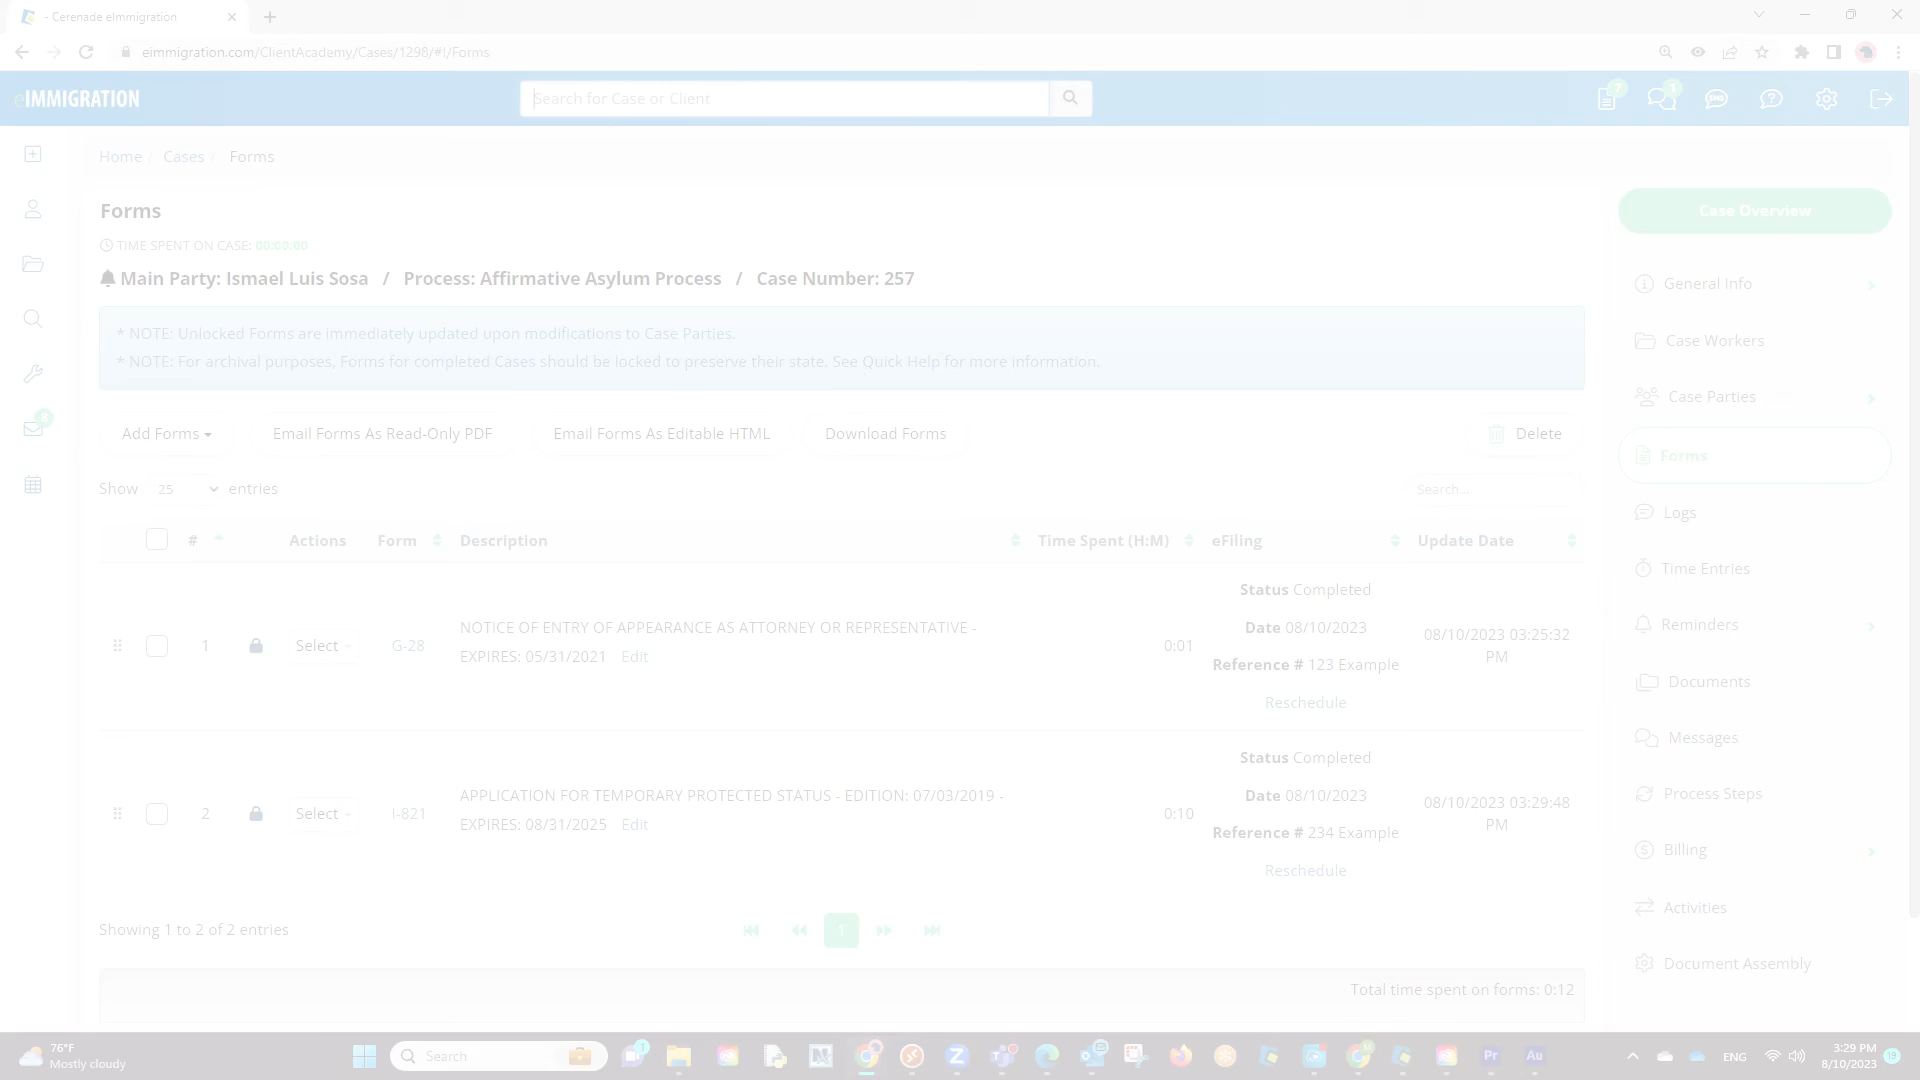 - Cerenade eImmigration
eimmigration.com/ClientAcademy/Cases/1298/#!/Forms
eIMMIGRATION
Search for Case or Client
7
1
Home / Cases / Forms
Forms
TIME SPENT ON CASE: 00:00:00
Main Party: Ismael Luis Sosa / Process: Affirmative Asylum Process / Case Number: 257
* NOTE: Unlocked Forms are immediately updated upon modifications to Case Parties.
* NOTE: For archival purposes, Forms for completed Cases should be locked to preserve their state. See Quick Help for more information.
Add Forms
Email Forms As Read-Only PDF
Email Forms As Editable HTML
Download Forms
Delete
Show 25 entries
Search...
# Actions Form Description Time Spent (H:M) eFiling Update Date
1 Select G-28
NOTICE OF ENTRY OF APPEARANCE AS ATTORNEY OR REPRESENTATIVE -
EXPIRES: 05/31/2021 Edit
0:01
Status Completed
Date 08/10/2023
Reference # 123 Example
Reschedule
08/10/2023 03:25:32
PM
2 Select I-821
APPLICATION FOR TEMPORARY PROTECTED STATUS - EDITION: 07/03/2019 -
EXPIRES: 08/31/2025 Edit
0:10
Status Completed
Date 08/10/2023
Reference # 234 Example
Reschedule
08/10/2023 03:29:48
PM
Showing 1 to 2 of 2 entries
1
Total time spent on forms: 0:12
Case Overview
General Info
Case Workers
Case Parties
Forms
Logs
Time Entries
Reminders
Documents
Messages
Process Steps
Billing
Activities
Document Assembly
8
76°F
Mostly cloudy
Search
1
Z
Pr
Au
ENG
3:29 PM
8/10/2023
19